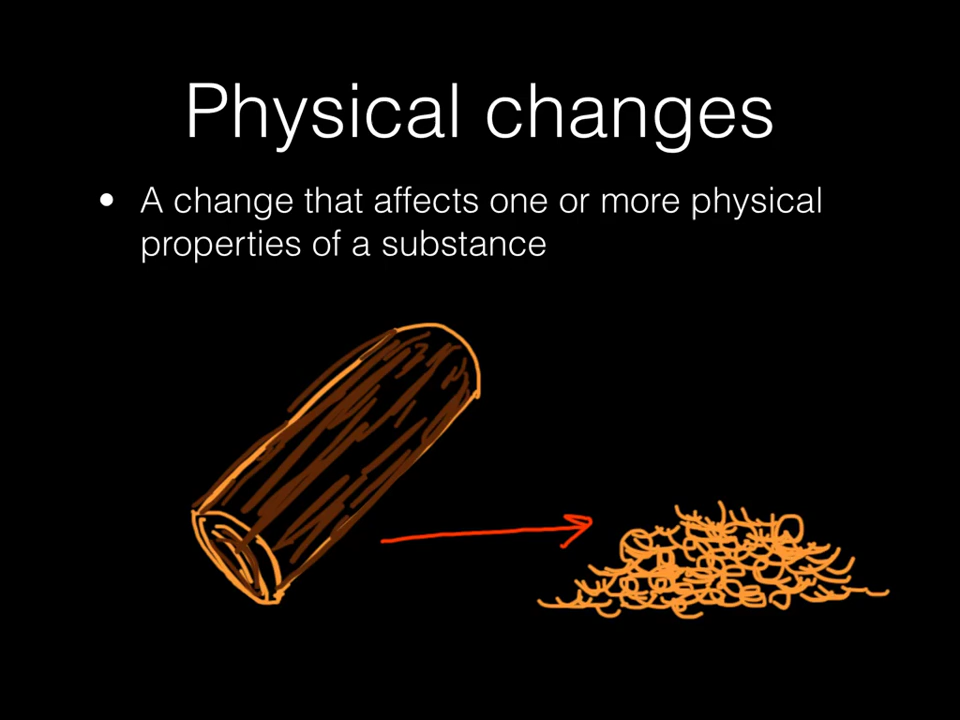 Physical changes
• A change that affects one or more physical
properties of a substance